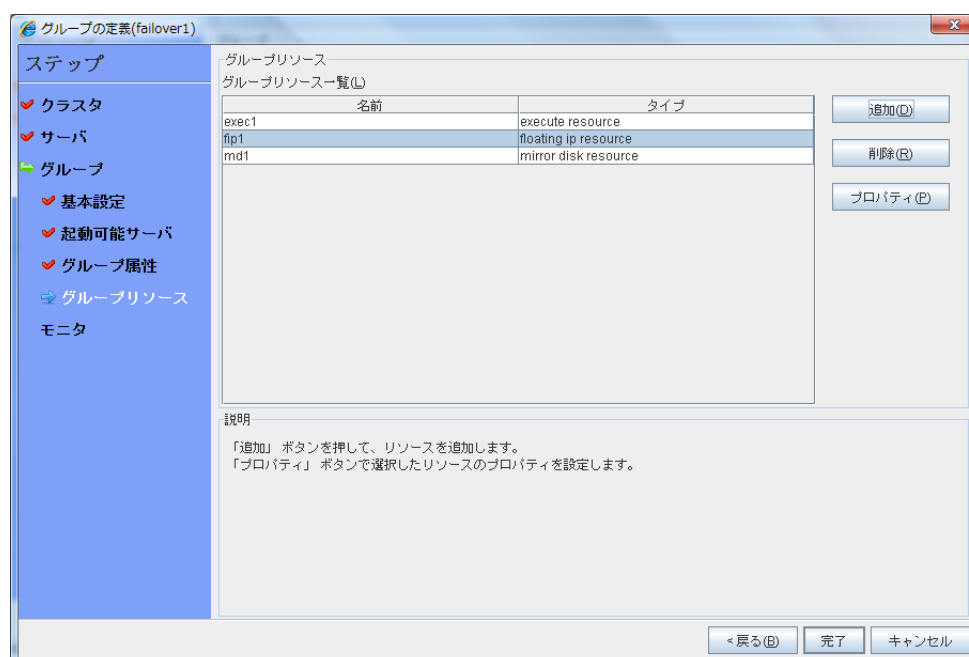 グループの定義(failover1)
ステップ
クラスタ
サーバ
グループ
基本設定
起動可能サーバ
グループ属性
グループリソース
モニタ
グループリソース
グループリソース一覧(L)
名前 タイプ
exec1 execute resource
fip1 floating ip resource
md1 mirror disk resource
追加(D)
削除(R)
プロパティ(P)
説明
「追加」 ボタンを押して、リソースを追加します。
「プロパティ」 ボタンで選択したリソースのプロパティを設定します。
<戻る(B) 完了 キャンセル